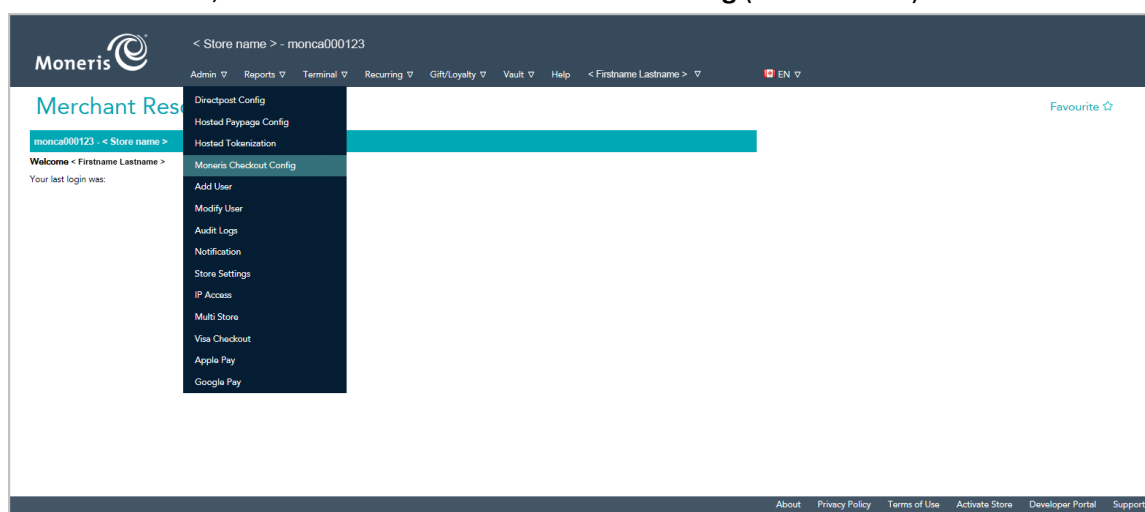 < Store name > - monca000123
Moneris
Admin Reports Terminal Recurring Gift/Loyalty Vault Help < Firstname Lastname > EN
Directpost Config
Merchant Res
Favourite
Hosted Paypage Config
monca000123 - < Store name >
Hosted Tokenization
Welcome < Firstname Lastname >
Moneris Checkout Config
Your last login was:
Add User
Modify User
Audit Logs
Notification
Store Settings
IP Access
Multi Store
Visa Checkout
Apple Pay
Google Pay
About Privacy Policy Terms of Use Activate Store Developer Portal Support